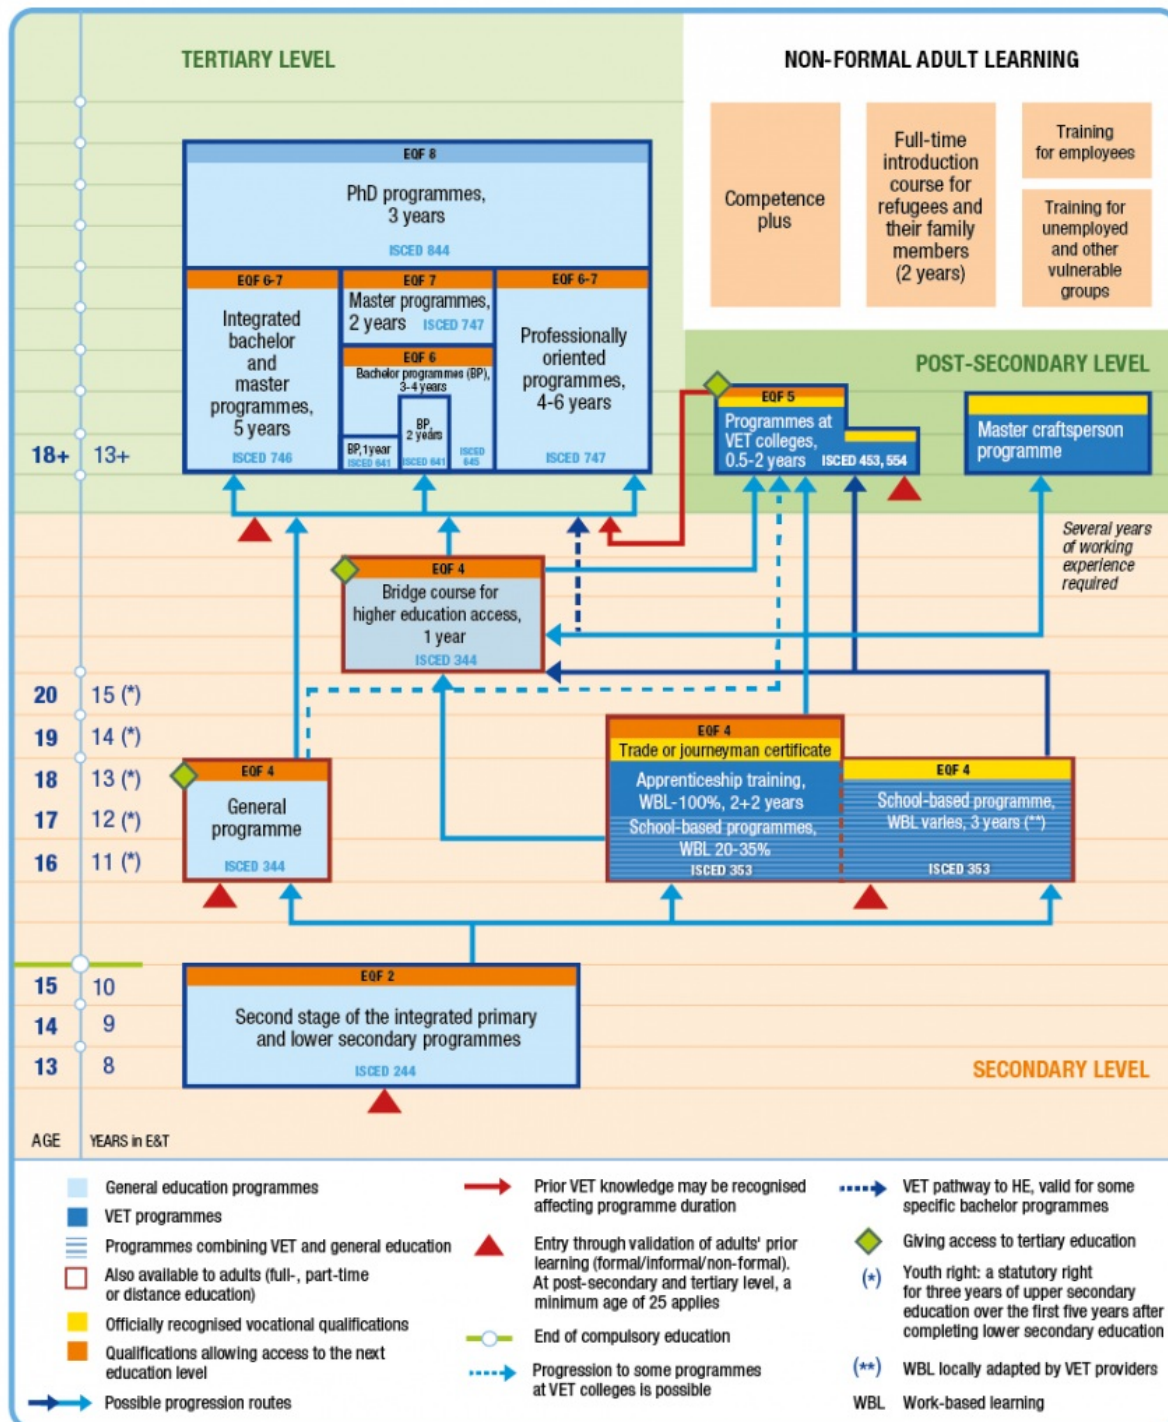 TERTIARY LEVEL
NON-FORMAL ADULT LEARNING
EQF 8
PhD programmes,
3 years
ISCED 844
EQF 6-7
Integrated
bachelor
and
master
programmes,
5 years
ISCED 746
EQF 7
Master programmes,
2 years ISCED 747
EQF 6
Bachelor programmes (BP),
3-4 years
BP, 1 year
ISCED 641
BP,
2 years
ISCED 641
ISCED
645
EQF 6-7
Professionally
oriented
programmes,
4-6 years
ISCED 747
Competence
plus
Full-time
introduction
course for
refugees and
their family
members
(2 years)
Training
for employees
Training for
unemployed
and other
vulnerable
groups
POST-SECONDARY LEVEL
EQF 5
Programmes at
VET colleges,
0.5-2 years ISCED 453, 554
Master craftsperson
programme
18+ 13+
Several years
of working
experience
required
EQF 4
Bridge course for
higher education access,
1 year
ISCED 344
20 15 (*)
19 14 (*)
18 13 (*)
17 12 (*)
16 11 (*)
EQF 4
General
programme
ISCED 344
EQF 4
Trade or journeyman certificate
Apprenticeship training,
WBL-100%, 2+2 years
School-based programmes,
WBL 20-35%
ISCED 353
EQF 4
School-based programme,
WBL varies, 3 years (**)
ISCED 353
15 10
14 9
13 8
EQF 2
Second stage of the integrated primary
and lower secondary programmes
ISCED 244
SECONDARY LEVEL
AGE YEARS in E&T
General education programmes
VET programmes
Programmes combining VET and general education
Also available to adults (full-, part-time
or distance education)
Officially recognised vocational qualifications
Qualifications allowing access to the next
education level
Possible progression routes
Prior VET knowledge may be recognised
affecting programme duration
Entry through validation of adults' prior
learning (formal/informal/non-formal).
At post-secondary and tertiary level, a
minimum age of 25 applies
End of compulsory education
Progression to some programmes
at VET colleges is possible
VET pathway to HE, valid for some
specific bachelor programmes
Giving access to tertiary education
(*) Youth right: a statutory right
for three years of upper secondary
education over the first five years after
completing lower secondary education
(**) WBL locally adapted by VET providers
WBL Work-based learning